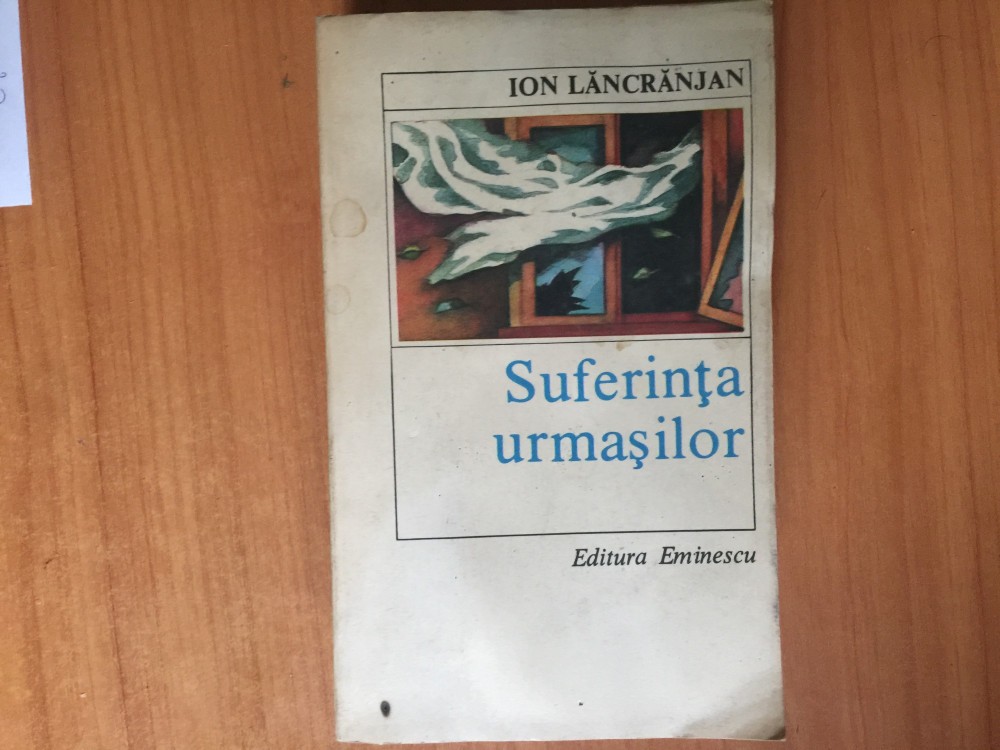 ION LĂNCRĂNJAN
Suferinţa
urmaşilor
Editura Eminescu